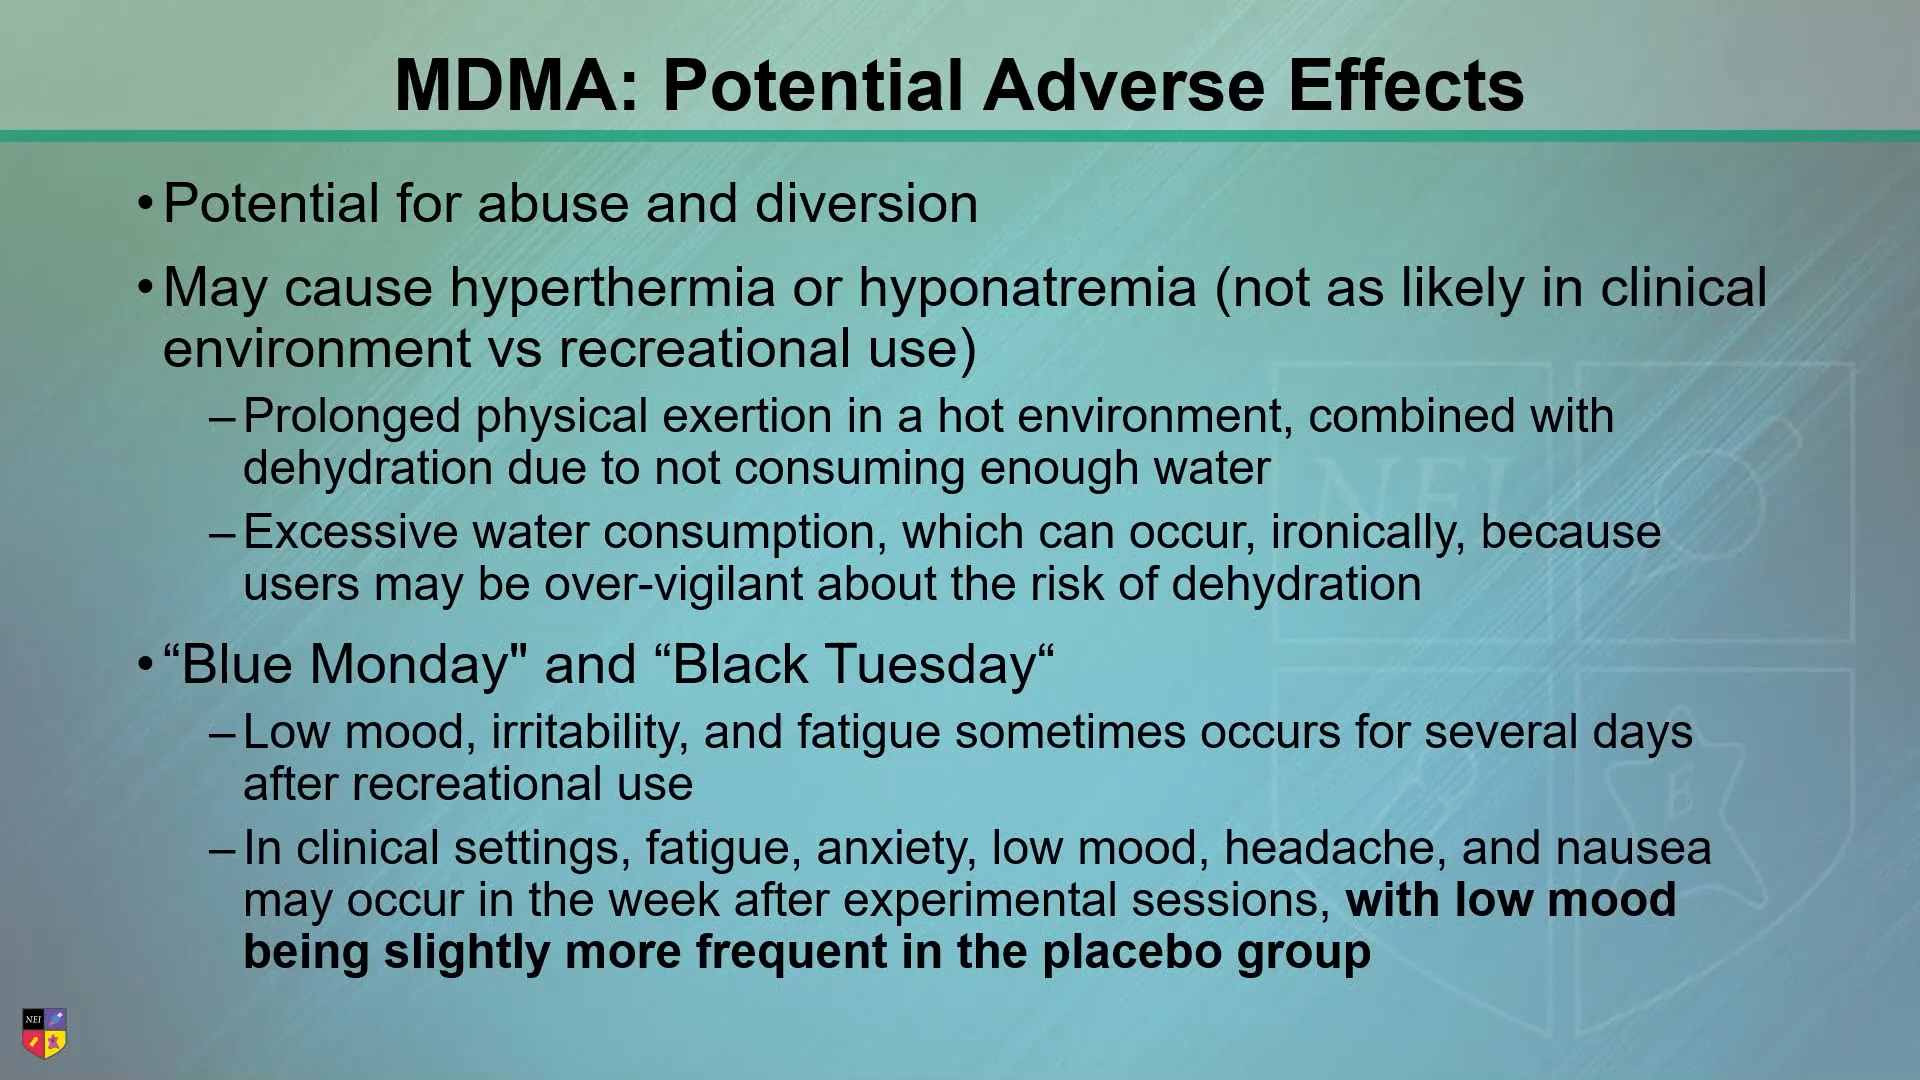 MDMA: Potential Adverse Effects
•Potential for abuse and diversion
•May cause hyperthermia or hyponatremia (not as likely in clinical
environment vs recreational use)
–Prolonged physical exertion in a hot environment, combined with
dehydration due to not consuming enough water
–Excessive water consumption, which can occur, ironically, because
users may be over-vigilant about the risk of dehydration
•“Blue Monday" and “Black Tuesday“
–Low mood, irritability, and fatigue sometimes occurs for several days
after recreational use
–In clinical settings, fatigue, anxiety, low mood, headache, and nausea
may occur in the week after experimental sessions, with low mood
being slightly more frequent in the placebo group
NEI
NEI